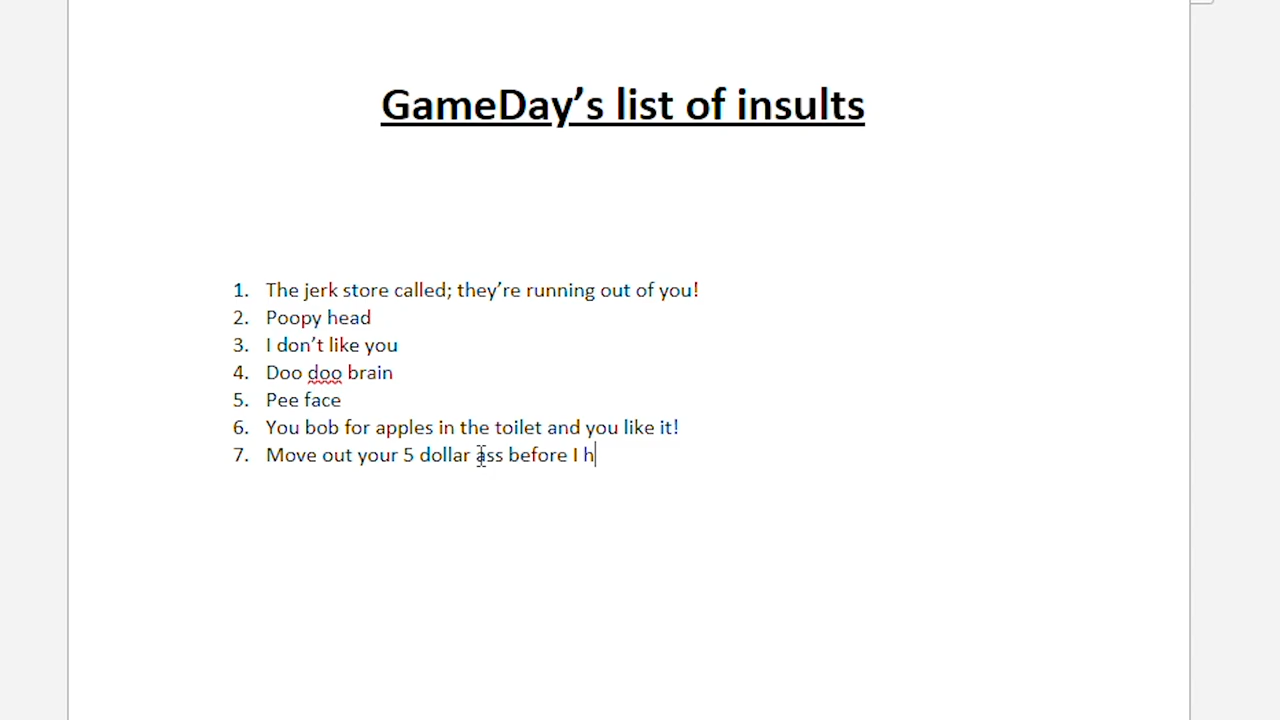 GameDay’s list of insults
1. The jerk store called; they’re running out of you!
2. Poopy head
3. I don’t like you
4. Doo doo brain
5. Pee face
6. You bob for apples in the toilet and you like it!
7. Move out your 5 dollar ass before I h